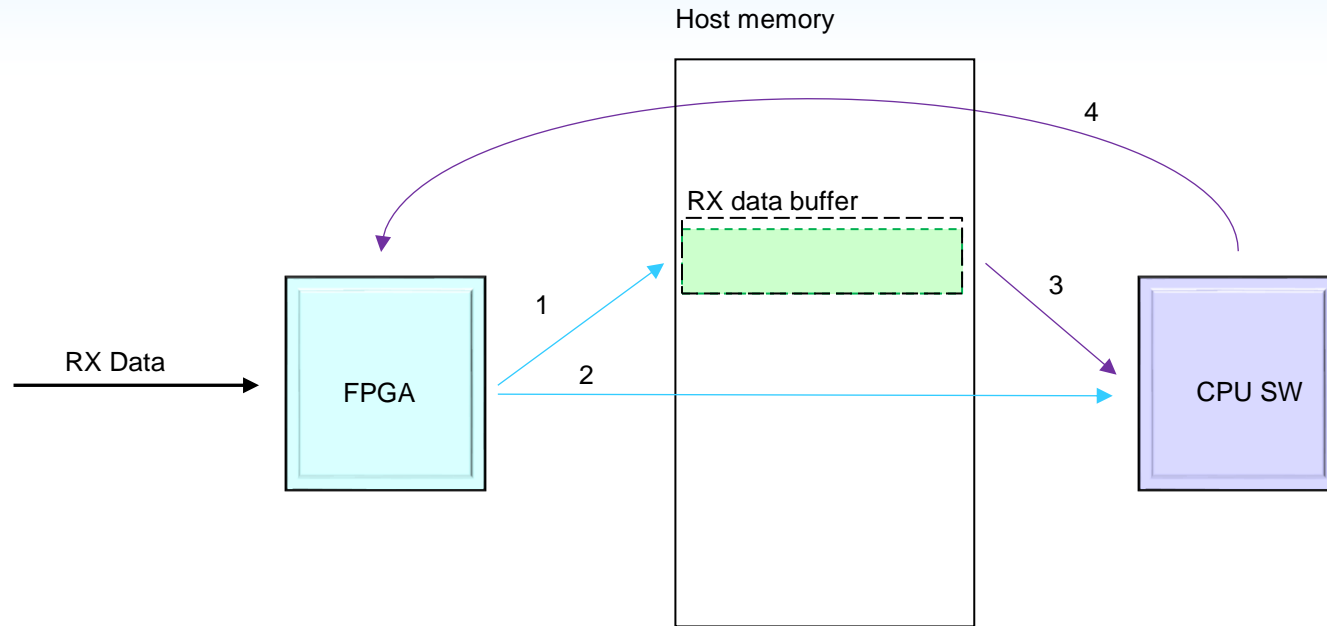 Host memory
4
RX data buffer
1
3
RX Data
2
FPGA
CPU SW